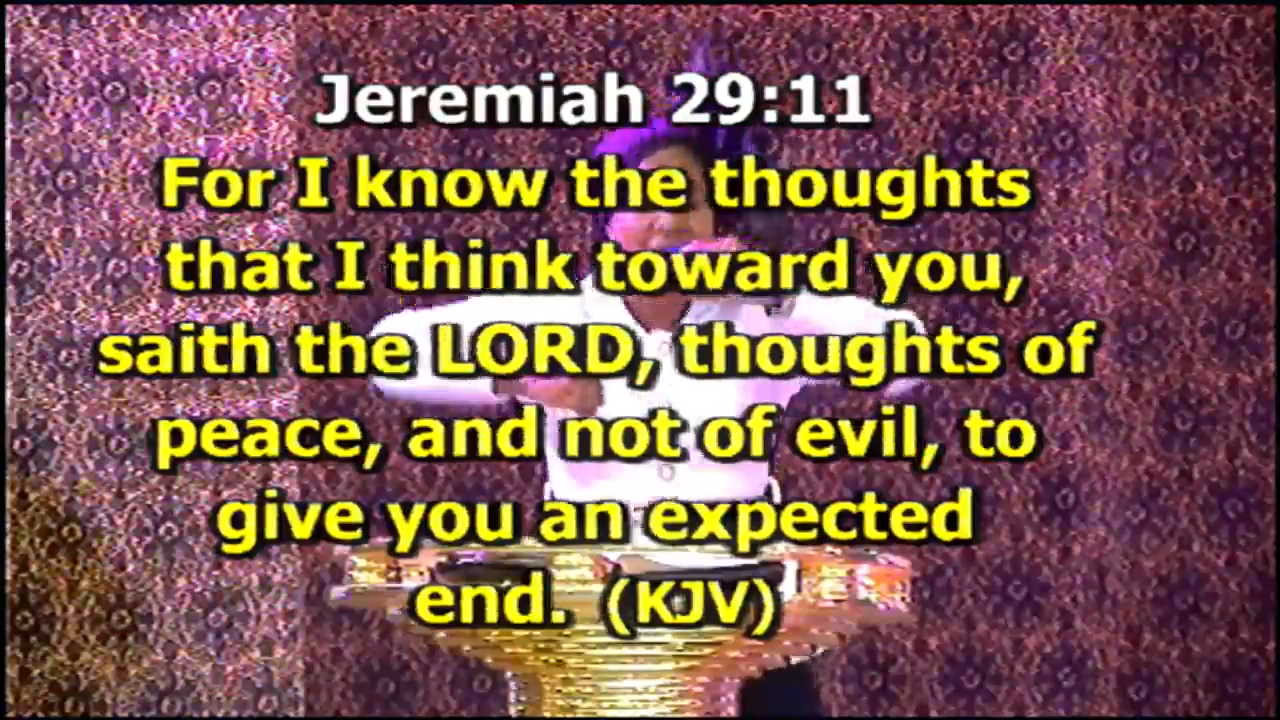 Jeremiah 29:11
For I know the thoughts
that I think toward you,
saith the LORD, thoughts of
peace, and not of evil, to
give you an expected
end. (KJV)